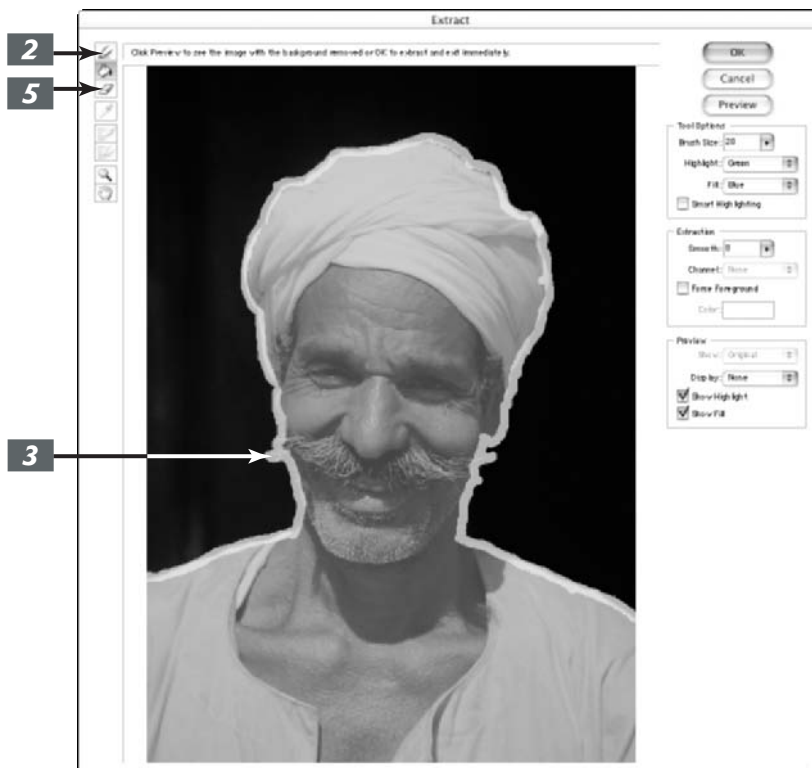 Extract
2
5
3
Click Preview to see the image with the background removed or OK to extract and exit immediately.
OK
Cancel
Preview
Tool Options
Brush Size: 20
Highlight: Green
Fill: Blue
Smart Highlighting
Extraction
Smooth: 0
Channel: None
Force Foreground
Color:
Preview
Show: Original
Display: None
Show Highlight
Show Fill